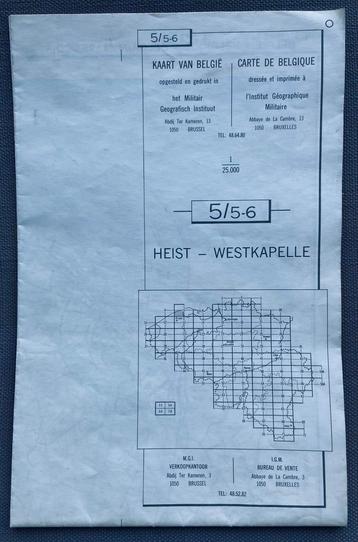 5/5-6
KAART VAN BELGIË
opgesteld en gedrukt in
het Militair
Geografisch Instituut
Abdij Ter Kameren, 13
1050 BRUSSEL
CARTE DE BELGIQUE
dressée et imprimée à
l'Institut Géographique
Militaire
Abbaye de La Cambre, 13
1050 BRUXELLES
TEL: 48.64.80
1
25.000
5/5-6
HEIST – WESTKAPELLE
M.G.I.
VERKOOPKANTOOR
Abdij Ter Kameren, 3
1050 BRUSSEL
I.G.M.
BUREAU DE VENTE
Abbaye de La Cambre, 3
1050 BRUXELLES
TEL: 48.52.82